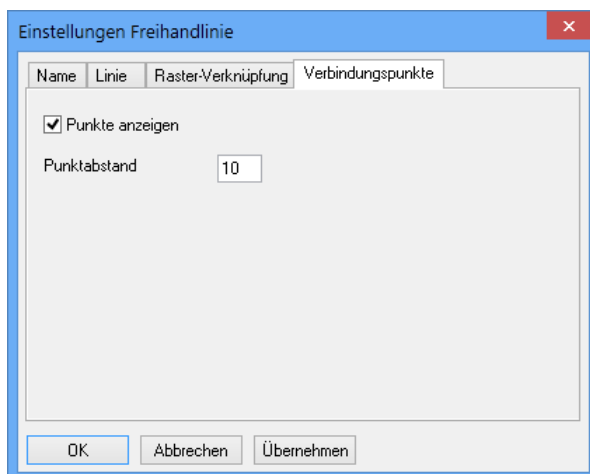 Einstellungen Freihandlinie
Name Linie Raster-Verknüpfung Verbindungspunkte
Punkte anzeigen
Punktabstand 10
OK Abbrechen Übernehmen